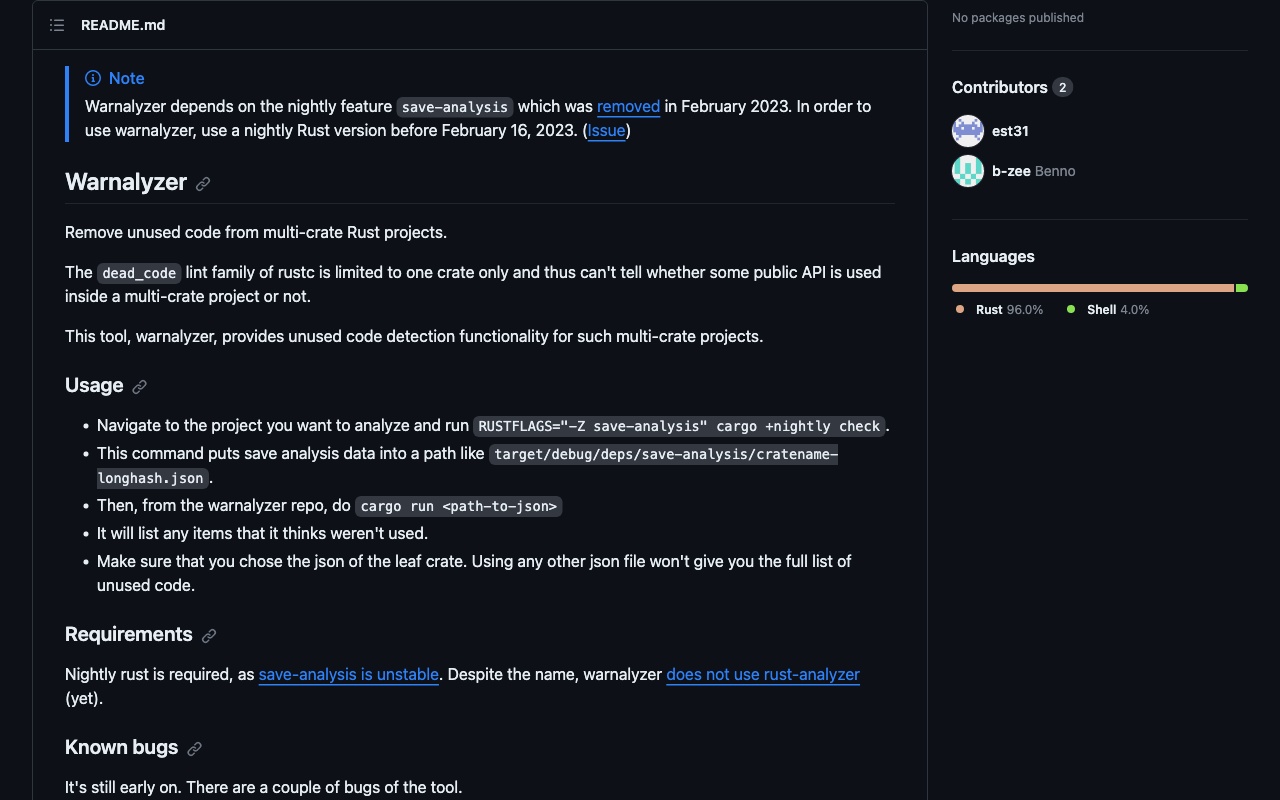 README.md
Note
Warnalyzer depends on the nightly feature save-analysis which was removed in February 2023. In order to
use warnalyzer, use a nightly Rust version before February 16, 2023. (Issue)
Warnalyzer
Remove unused code from multi-crate Rust projects.
The dead_code lint family of rustc is limited to one crate only and thus can't tell whether some public API is used
inside a multi-crate project or not.
This tool, warnalyzer, provides unused code detection functionality for such multi-crate projects.
Usage
• Navigate to the project you want to analyze and run RUSTFLAGS="-Z save-analysis" cargo +nightly check.
• This command puts save analysis data into a path like target/debug/deps/save-analysis/cratename-
longhash.json.
• Then, from the warnalyzer repo, do cargo run <path-to-json>
• It will list any items that it thinks weren't used.
• Make sure that you chose the json of the leaf crate. Using any other json file won't give you the full list of
unused code.
Requirements
Nightly rust is required, as save-analysis is unstable. Despite the name, warnalyzer does not use rust-analyzer
(yet).
Known bugs
It's still early on. There are a couple of bugs of the tool.
No packages published
Contributors 2
est31
b-zee Benno
Languages
Rust 96.0% Shell 4.0%